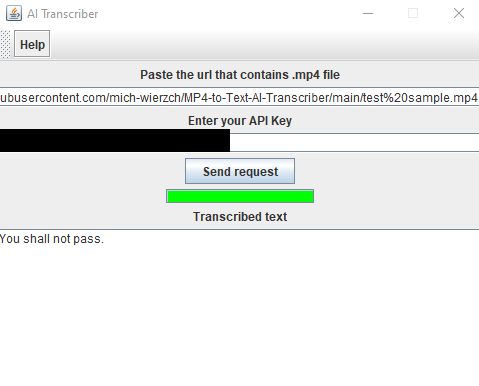 AI Transcriber
Help
Paste the url that contains .mp4 file
ubusercontent.com/mich-wierzch/MP4-to-Text-AI-Transcriber/main/test%20sample.mp4
Enter your API Key
Send request
Transcribed text
You shall not pass.